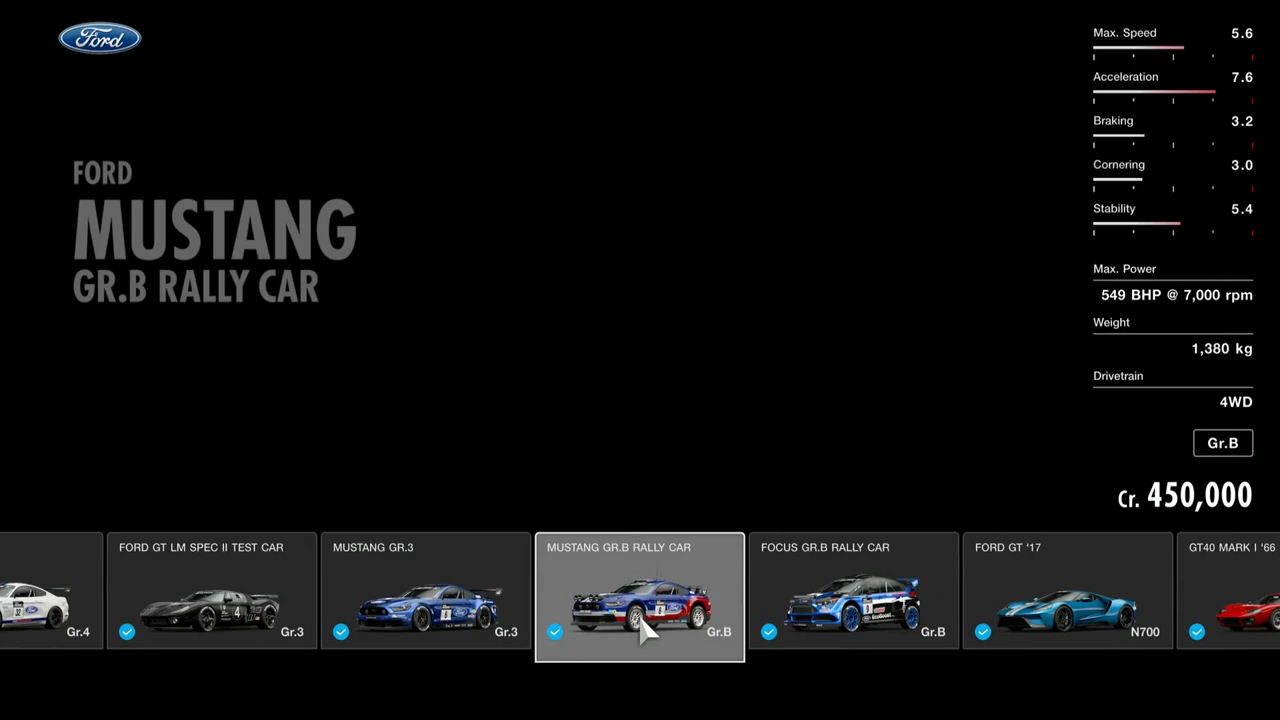 Ford
FORD
MUSTANG
GR.B RALLY CAR
Max. Speed 5.6
Acceleration 7.6
Braking 3.2
Cornering 3.0
Stability 5.4
Max. Power
549 BHP @ 7,000 rpm
Weight
1,380 kg
Drivetrain
4WD
Gr.B
Cr. 450,000
Gr.4
FORD GT LM SPEC II TEST CAR
4
Gr.3
MUSTANG GR.3
Gr.3
MUSTANG GR.B RALLY CAR
Gr.B
FOCUS GR.B RALLY CAR
Gr.B
FORD GT '17
N700
GT40 MARK I '66